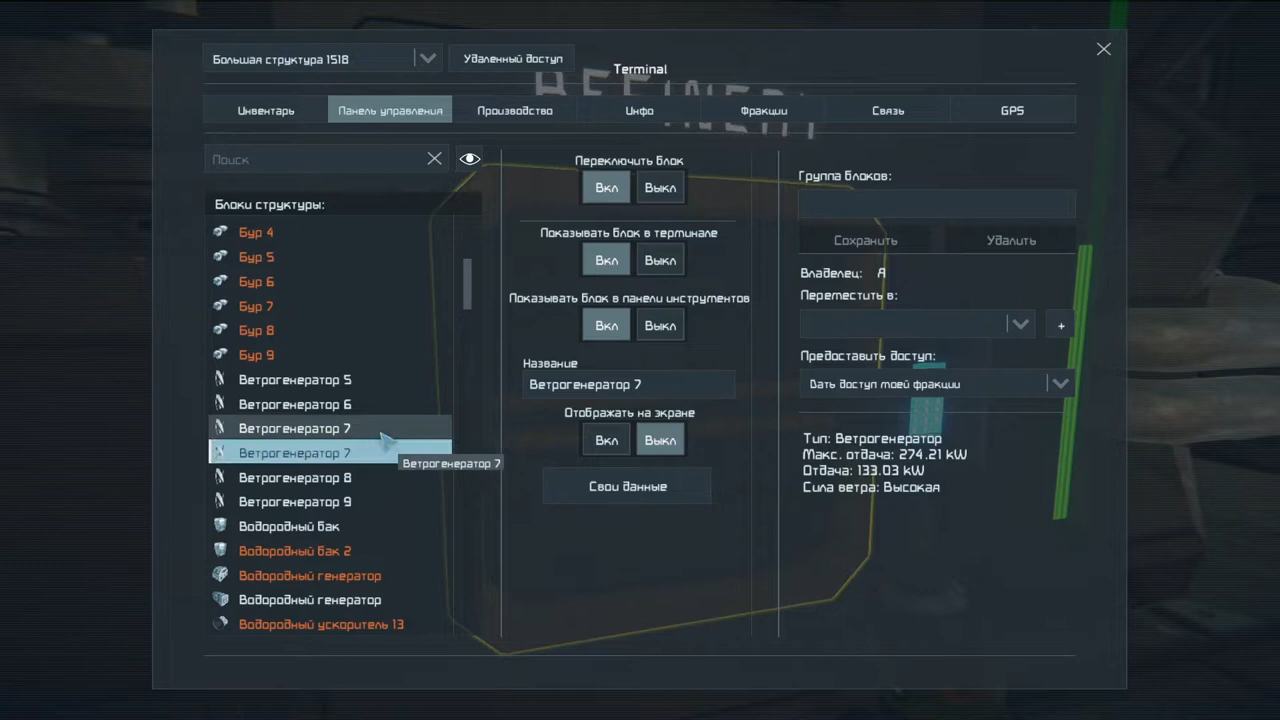 Большая структура 1518
Удаленный доступ
Terminal
REFINERY
Инвентарь
Панель управления
Производство
Инфо
Фракции
Связь
GPS
Поиск
Блоки структуры:
Бур 4
Бур 5
Бур 6
Бур 7
Бур 8
Бур 9
Ветрогенератор 5
Ветрогенератор 6
Ветрогенератор 7
Ветрогенератор 7
Ветрогенератор 7
Ветрогенератор 8
Ветрогенератор 9
Водородный бак
Водородный бак 2
Водородный генератор
Водородный генератор
Водородный ускоритель 13
Переключить блок
Вкл Выкл
Показывать блок в терминале
Вкл Выкл
Показывать блок в панели инструментов
Вкл Выкл
Название
Ветрогенератор 7
Отображать на экране
Вкл Выкл
Свои данные
Группа блоков:
Сохранить
Удалить
Владелец: A
Переместить в:
+
Предоставить доступ:
Дать доступ моей фракции
Тип: Ветрогенератор
Макс. отдача: 274.21 kW
Отдача: 133.03 kW
Сила ветра: Высокая